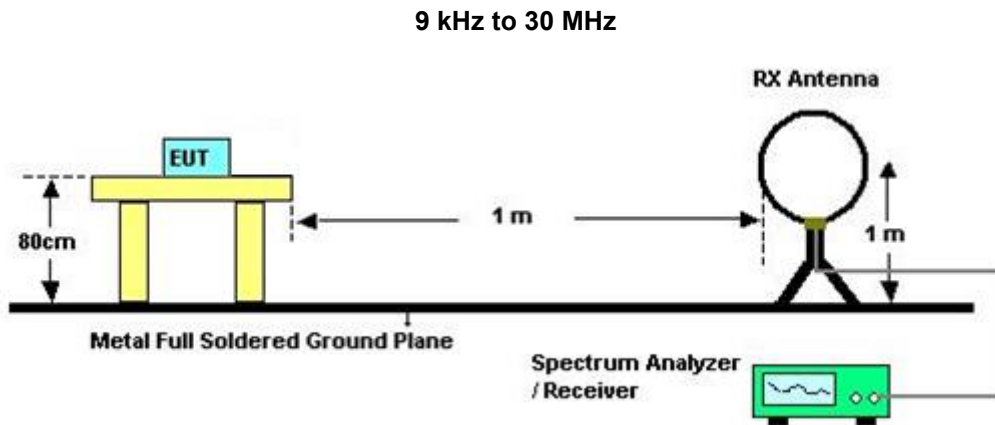 9 kHz to 30 MHz
RX Antenna
EUT
1 m
80cm
1 m
Metal Full Soldered Ground Plane
Spectrum Analyzer
/ Receiver